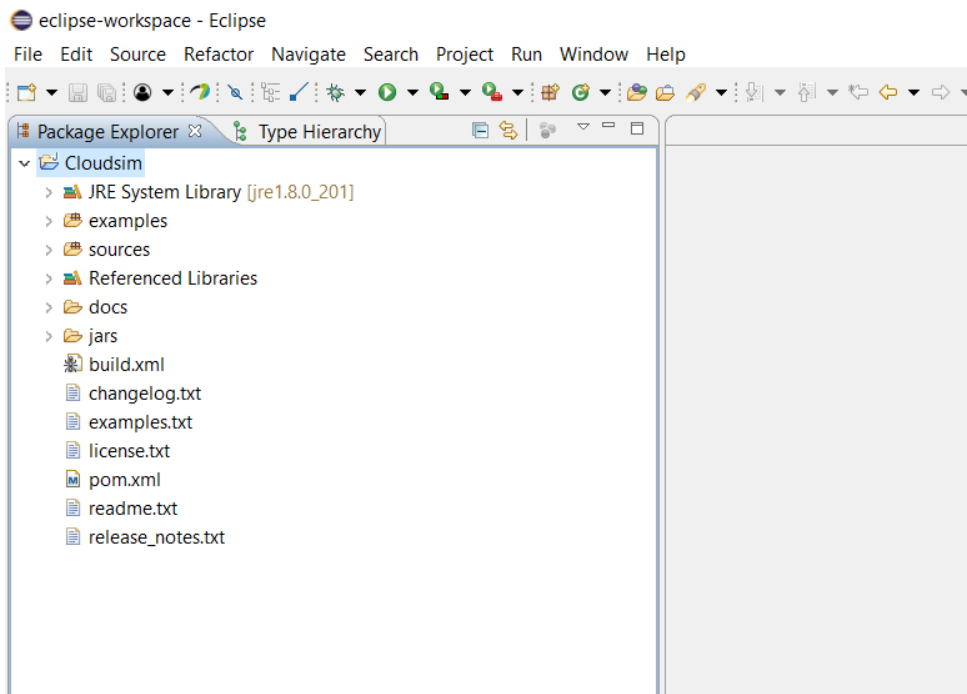 eclipse-workspace - Eclipse
File Edit Source Refactor Navigate Search Project Run Window Help
Package Explorer Type Hierarchy
Cloudsim
JRE System Library [jre1.8.0_201]
examples
sources
Referenced Libraries
docs
jars
build.xml
changelog.txt
examples.txt
license.txt
pom.xml
readme.txt
release_notes.txt